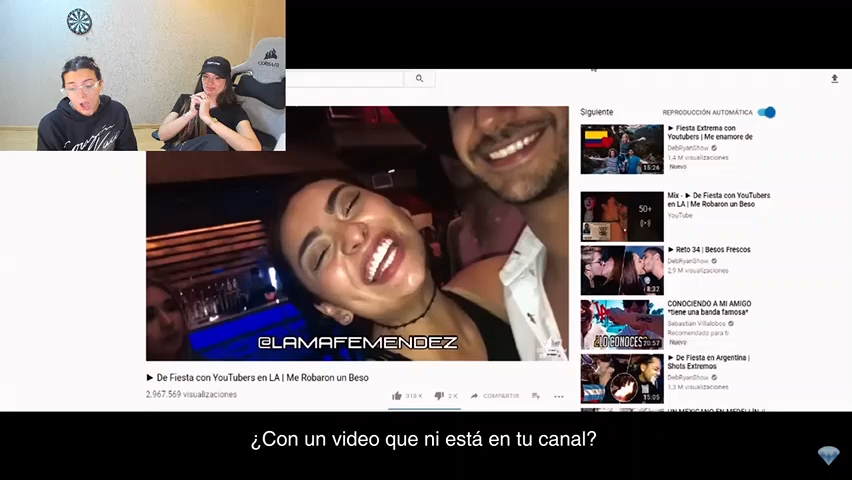 CORSAIR
Siguiente
REPRODUCCIÓN AUTOMÁTICA
► Fiesta Extrema con
Youtubers | Me enamore de
DebRyanShow
1,4 M visualizaciones
Nuevo
15:26
Mix - ► De Fiesta con YouTubers
en LA | Me Robaron un Beso
YouTube
50+
► Reto 34 | Besos Frescos
DebRyanShow
2,9 M visualizaciones
8:32
CONOCIENDO A MI AMIGO
*tiene una banda famosa*
Sebastián Villalobos
Recomendado para ti
Nuevo
¿LO CONOCES?
20:57
► De Fiesta en Argentina |
Shots Extremos
DebRyanShow
1,3 M visualizaciones
15:05
@LAMAFEMENDEZ
► De Fiesta con YouTubers en LA | Me Robaron un Beso
2.967.569 visualizaciones
318 K
2 K
COMPARTIR
¿Con un video que ni está en tu canal?